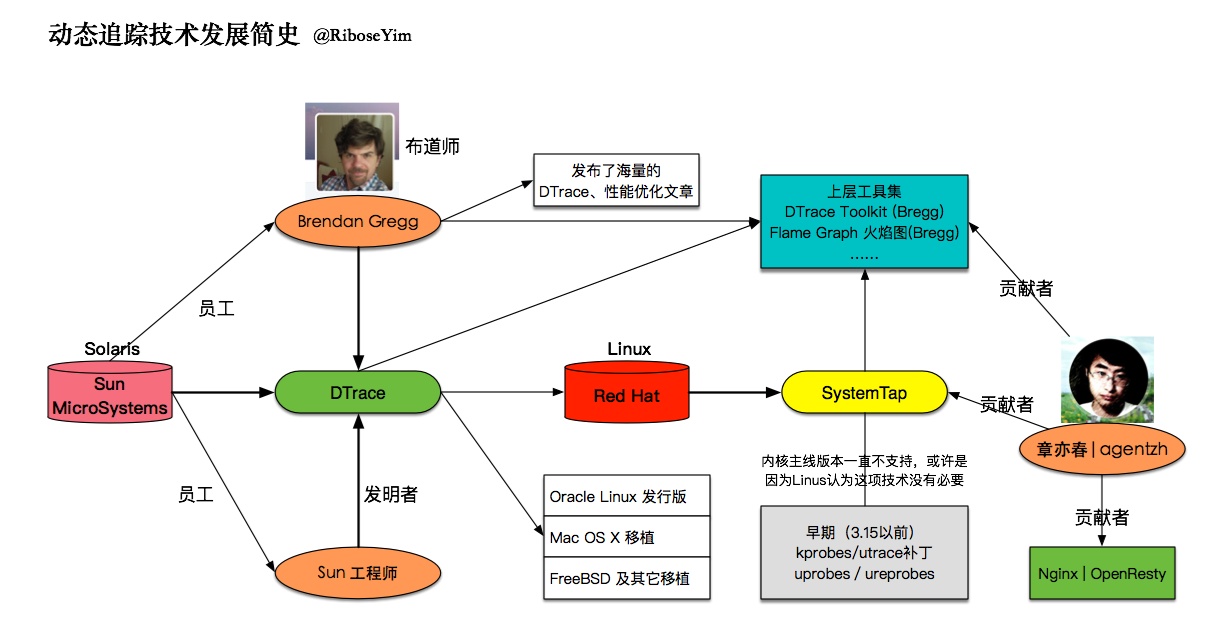 动态追踪技术发展简史 @RiboseYim
布道师
Brendan Gregg
发布了海量的
DTrace、性能优化文章
上层工具集
DTrace Toolkit (Bregg)
Flame Graph 火焰图(Bregg)
……
贡献者
员工
Solaris
Sun
MicroSystems
DTrace
Linux
Red Hat
SystemTap
贡献者
章亦春 | agentzh
内核主线版本一直不支持，或许是
因为Linus认为这项技术没有必要
员工
发明者
Sun 工程师
Oracle Linux 发行版
Mac OS X 移植
FreeBSD 及其它移植
早期（3.15以前）
kprobes/utrace补丁
uprobes / ureprobes
贡献者
Nginx | OpenResty